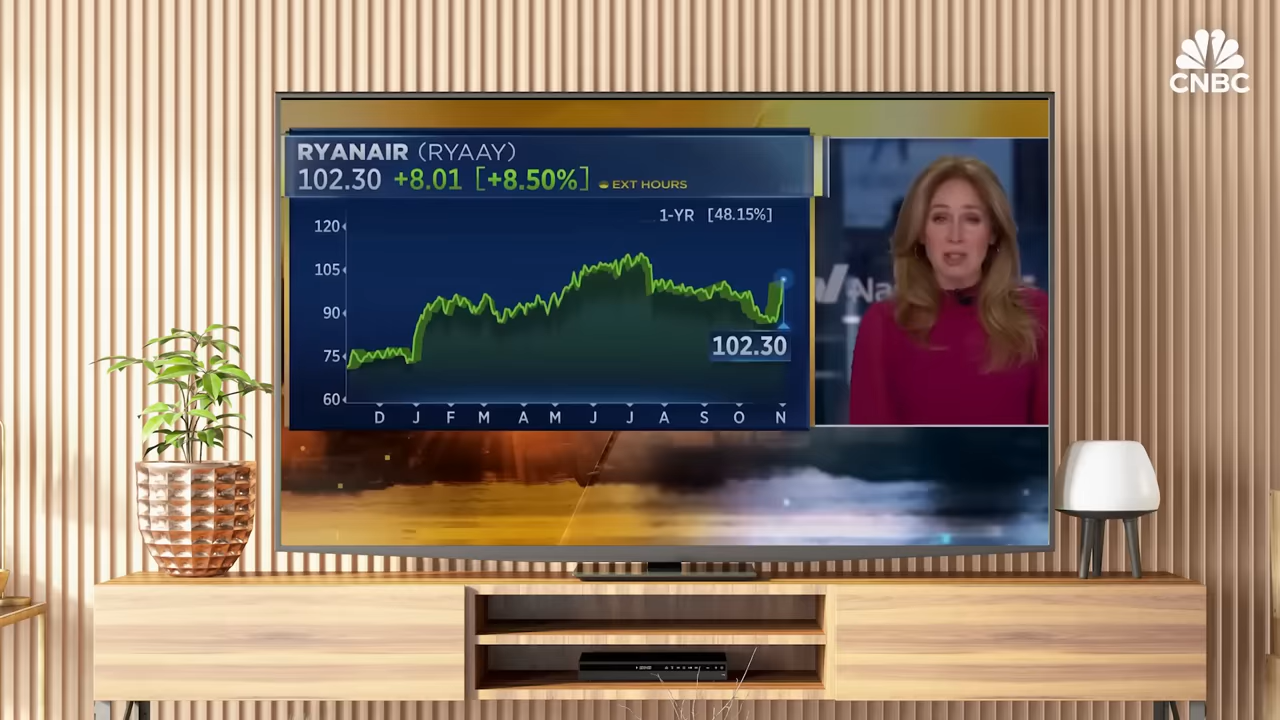 CNBC
RYANAIR (RYAAY)
102.30 +8.01 [+8.50%] EXT HOURS
1-YR [48.15%]
120
105
90
75
60
102.30
D J F M A M J J A S O N
Na